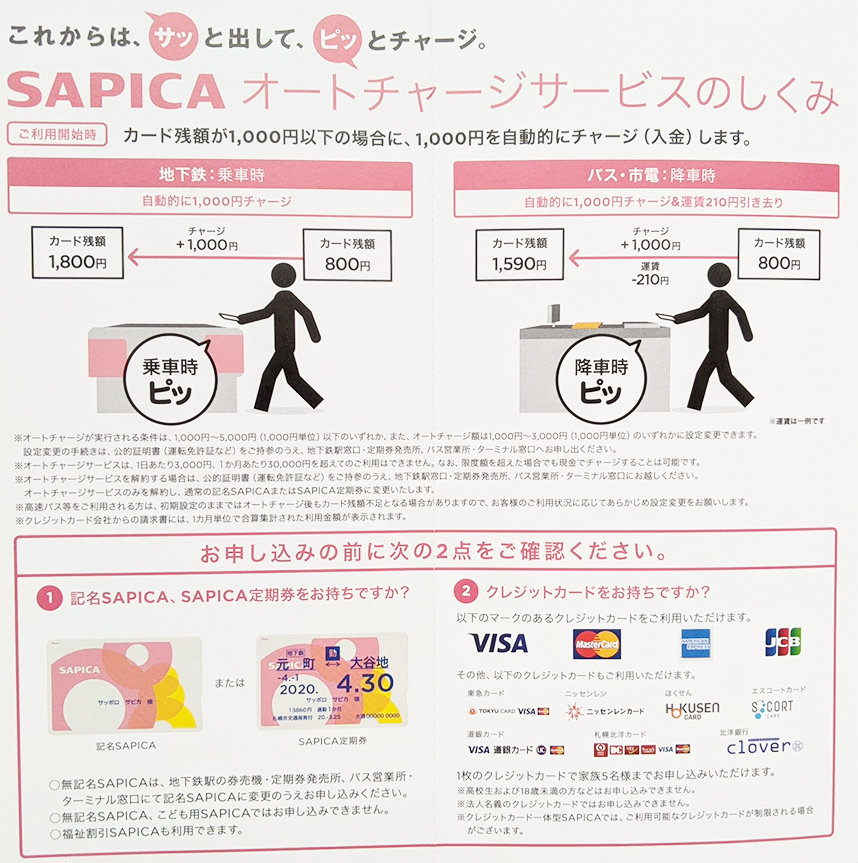 これからは、サッと出して、ピッとチャージ。
SAPICA オートチャージサービスのしくみ
ご利用開始時 カード残額が1,000円以下の場合に、1,000円を自動的にチャージ（入金）します。
地下鉄：乗車時
自動的に1,000円チャージ
カード残額
1,800円
チャージ
+1,000円
カード残額
800円
乗車時
ピッ
バス・市電：降車時
自動的に1,000円チャージ&運賃210円引き去り
カード残額
1,590円
チャージ
+1,000円
運賃
-210円
カード残額
800円
降車時
ピッ
※運賃は一例です
※オートチャージが実行される条件は、1,000円〜5,000円（1,000円単位）以下のいずれか、また、オートチャージ額は1,000円〜3,000円（1,000円単位）のいずれかに設定変更できます。
設定変更の手続きは、公的証明書（運転免許証など）をご持参のうえ、地下鉄駅窓口・定期券発売所、バス営業所・ターミナル窓口へお申し出ください。
※オートチャージサービスは、1日あたり3,000円、1か月あたり30,000円を超えてのご利用はできません。なお、限度額を超えた場合でも現金でチャージすることは可能です。
※オートチャージサービスを解約する場合は、公的証明書（運転免許証など）をご持参のうえ、地下鉄駅窓口・定期券発売所、バス営業所・ターミナル窓口にお越しください。
オートチャージサービスのみを解約し、通常の記名SAPICAまたはSAPICA定期券に変更いたします。
※高速バス等をご利用される方は、初期設定のままではオートチャージ後もカード残額不足となる場合がありますので、お客様のご利用状況に応じてあらかじめ設定変更をお願いします。
※クレジットカード会社からの請求書には、1カ月単位で合算集計された利用金額が表示されます。
お申し込みの前に次の2点をご確認ください。
1 記名SAPICA、SAPICA定期券をお持ちですか？
SAPICA
サッポロ サピカ 様
記名SAPICA
または
地下鉄 勤
元 町 ↔ 大谷地
-4.-1
2020. 4.30
サッポロ サピカ 様
13860円 通勤1か月
札幌市交通局発行 20.-3.25 大谷00000 0000
SAPICA定期券
○無記名SAPICAは、地下鉄駅の券売機・定期券発売所、バス営業所・
ターミナル窓口にて記名SAPICAに変更のうえお申し込みください。
○無記名SAPICA、こども用SAPICAではお申し込みできません。
○福祉割引SAPICAも利用できます。
2 クレジットカードをお持ちですか？
以下のマークのあるクレジットカードをご利用いただけます。
VISA MasterCard AMERICAN EXPRESS JCB
その他、以下のクレジットカードもご利用いただけます。
東急カード ニッセンレン ほくせん エスコートカード
TOKYU CARD VISA MasterCard ニッセンレンカード HOKUSEN CARD S・CORT CARD
道銀カード 札幌北洋カード 北洋銀行
VISA 道銀カード UC MasterCard DC VISA MasterCard clover
1枚のクレジットカードで家族5名様までお申し込みいただけます。
※高校生および18歳未満の方などはお申し込みできません。
※法人名義のクレジットカードではお申し込みできません。
※クレジットカード一体型SAPICAでは、ご利用可能なクレジットカードが制限される場合
がございます。